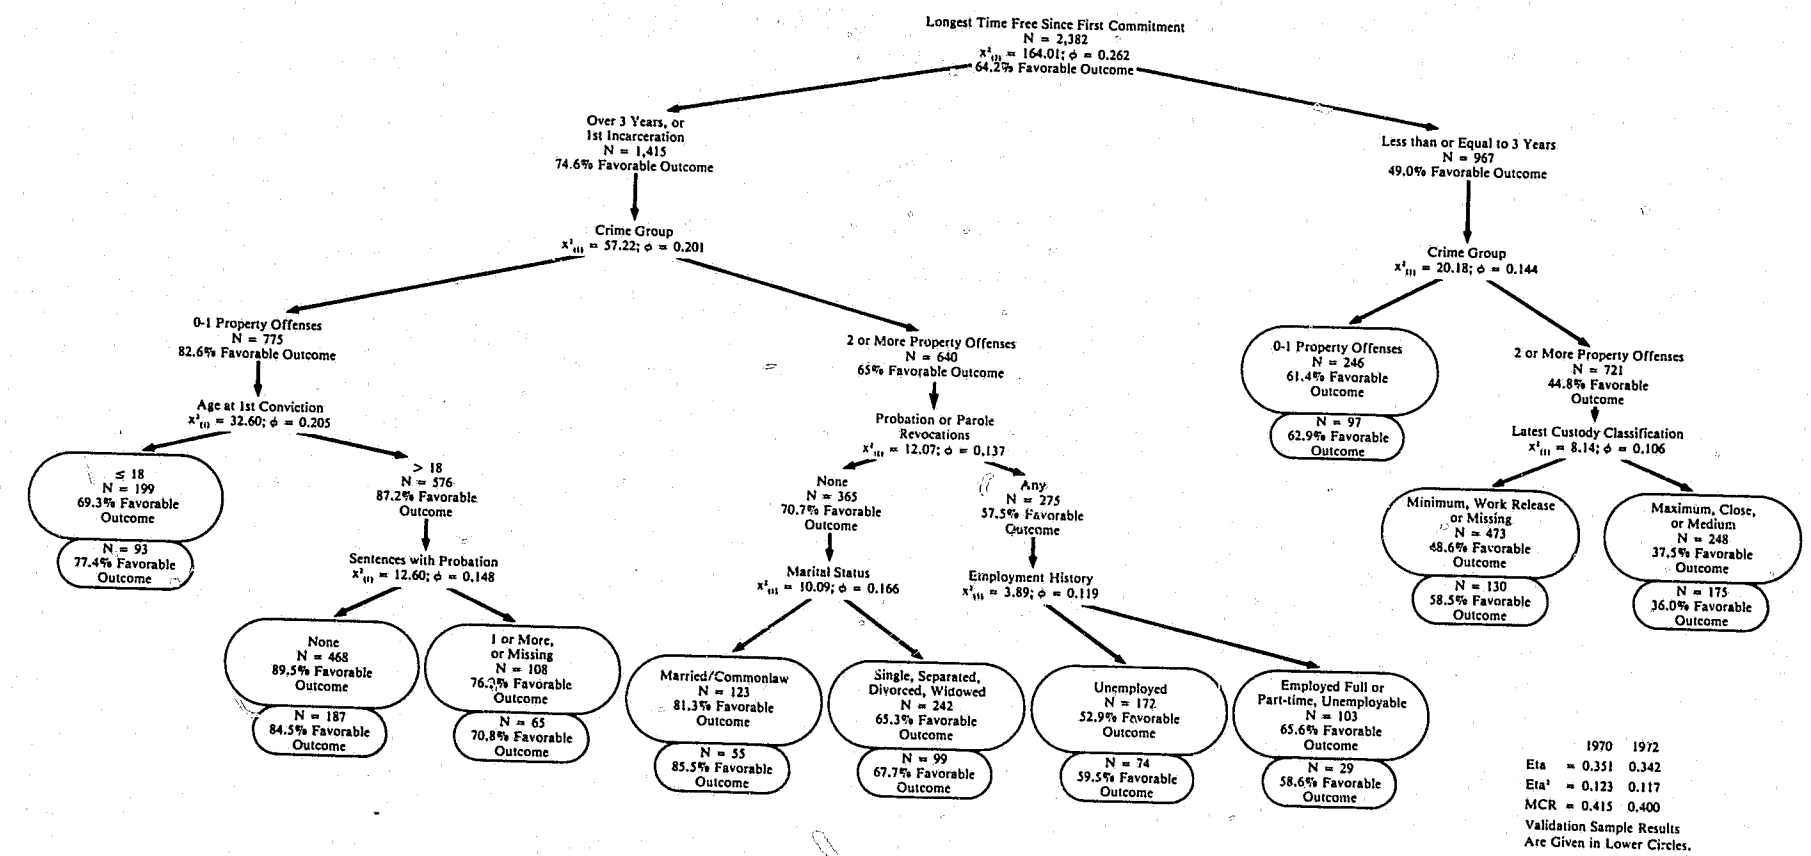 Longest Time Free Since First Commitment
N = 2,382
x²(1) = 164.01; φ = 0.262
64.2% Favorable Outcome
Over 3 Years, or
1st Incarceration
N = 1,415
74.6% Favorable Outcome
Less than or Equal to 3 Years
N = 967
49.0% Favorable Outcome
Crime Group
x²(1) = 57.22; φ = 0.201
Crime Group
x²(1) = 20.18; φ = 0.144
0-1 Property Offenses
N = 775
82.6% Favorable Outcome
2 or More Property Offenses
N = 640
65% Favorable Outcome
0-1 Property Offenses
N = 246
61.4% Favorable
Outcome
N = 97
62.9% Favorable
Outcome
2 or More Property Offenses
N = 721
44.8% Favorable
Outcome
Age at 1st Conviction
x²(1) = 32.60; φ = 0.205
Probation or Parole
Revocations
x²(1) = 12.07; φ = 0.137
Latest Custody Classification
x²(1) = 8.14; φ = 0.106
≤ 18
N = 199
69.3% Favorable
Outcome
N = 93
77.4% Favorable
Outcome
> 18
N = 576
87.2% Favorable
Outcome
None
N = 365
70.7% Favorable
Outcome
Any
N = 275
57.5% Favorable
Outcome
Minimum, Work Release
or Missing
N = 473
48.6% Favorable
Outcome
N = 130
58.5% Favorable
Outcome
Maximum, Close,
or Medium
N = 248
37.5% Favorable
Outcome
N = 175
36.0% Favorable
Outcome
Sentences with Probation
x²(1) = 12.60; φ = 0.148
Marital Status
x²(1) = 10.09; φ = 0.166
Employment History
x²(1) = 3.89; φ = 0.119
None
N = 468
89.5% Favorable
Outcome
N = 187
84.5% Favorable
Outcome
1 or More,
or Missing
N = 108
Favorable
Outcome
N = 65
70.8% Favorable
Outcome
Married/Commonlaw
N = 123
81.3% Favorable
Outcome
N = 55
85.5% Favorable
Outcome
Single, Separated,
Divorced, Widowed
N = 242
65.3% Favorable
Outcome
N = 99
67.7% Favorable
Outcome
Unemployed
N = 172
52.9% Favorable
Outcome
N = 74
59.5% Favorable
Outcome
Employed Full or
Part-time, Unemployable
N = 103
65.6% Favorable
Outcome
N = 29
58.6% Favorable
Outcome
1970 1972
Eta = 0.351 0.342
Eta² = 0.123 0.117
MCR = 0.415 0.400
Validation Sample Results
Are Given in Lower Circles.